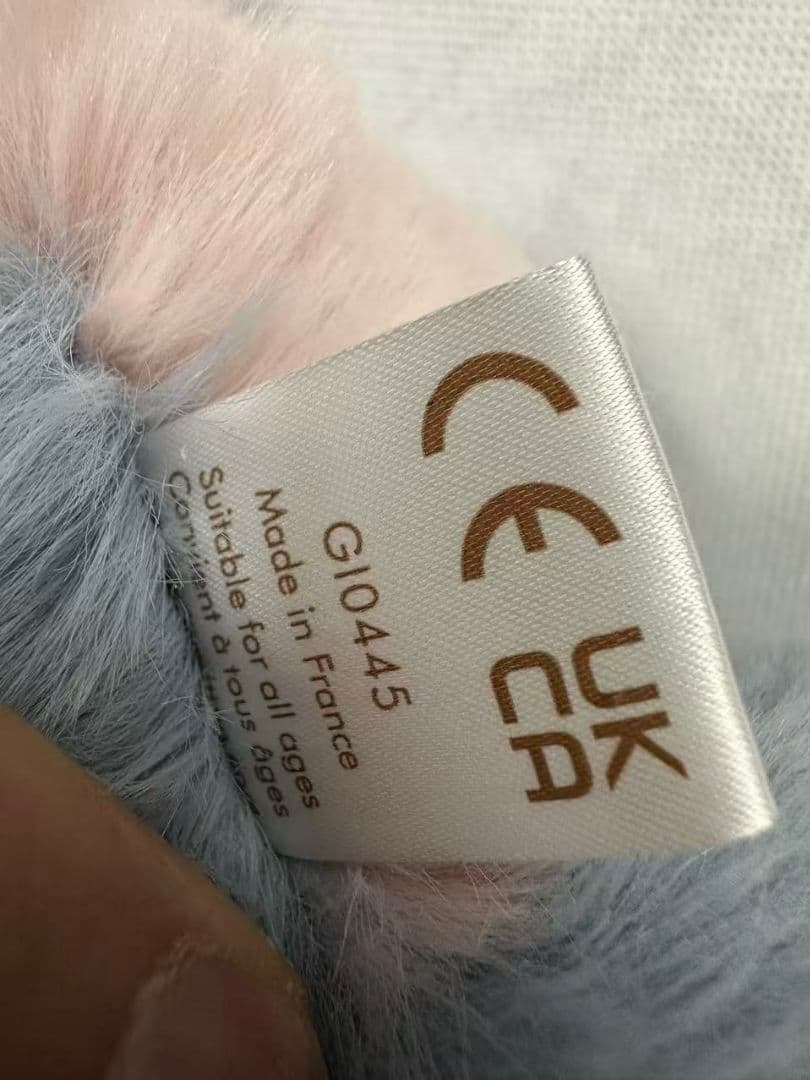 CE
UK
CA
GI0445
Made in France
Suitable for all ages
Convient à tous âges